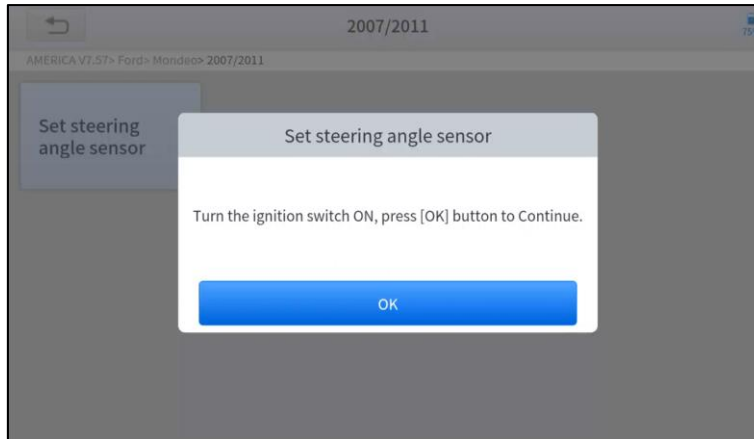 2007/2011
AMERICA V7.57> Ford> Mondeo> 2007/2011
Set steering
angle sensor
Set steering angle sensor
Turn the ignition switch ON, press [OK] button to Continue.
OK